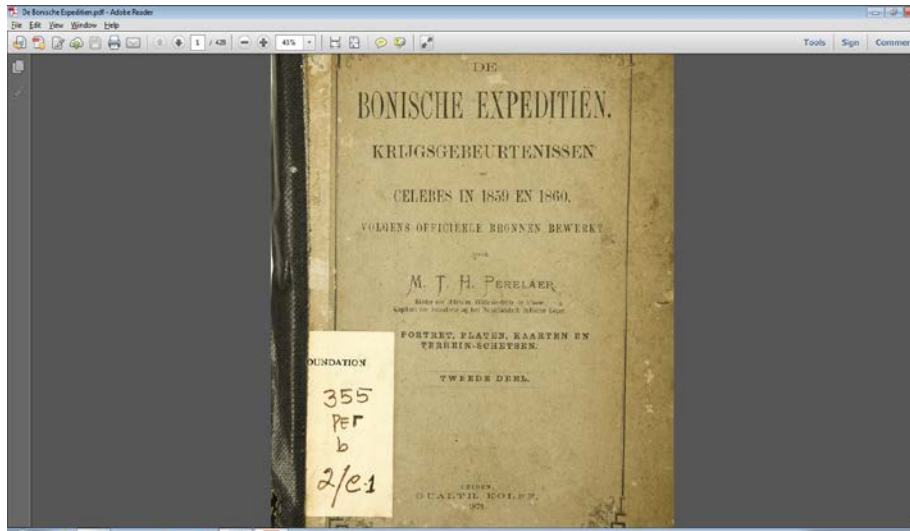 De Bonische Expeditien.pdf - Adobe Reader
File Edit View Window Help
1 / 428 45% Tools Sign Commen
DE
BONISCHE EXPEDITIËN.
KRIJGSGEBEURTENISSEN
CELEBES IN 1859 EN 1860.
VOLGENS OFFICIEELE BRONNEN BEWERKT
M. T. H. PERELAER,
PORTRET, PLATEN, KAARTEN EN
TERREIN-SCHETSEN.
TWEEDE DEEL.
OUNDATION
355
PEr
b
2/C.1
LEIDEN,
GUALTH. KOLFF,